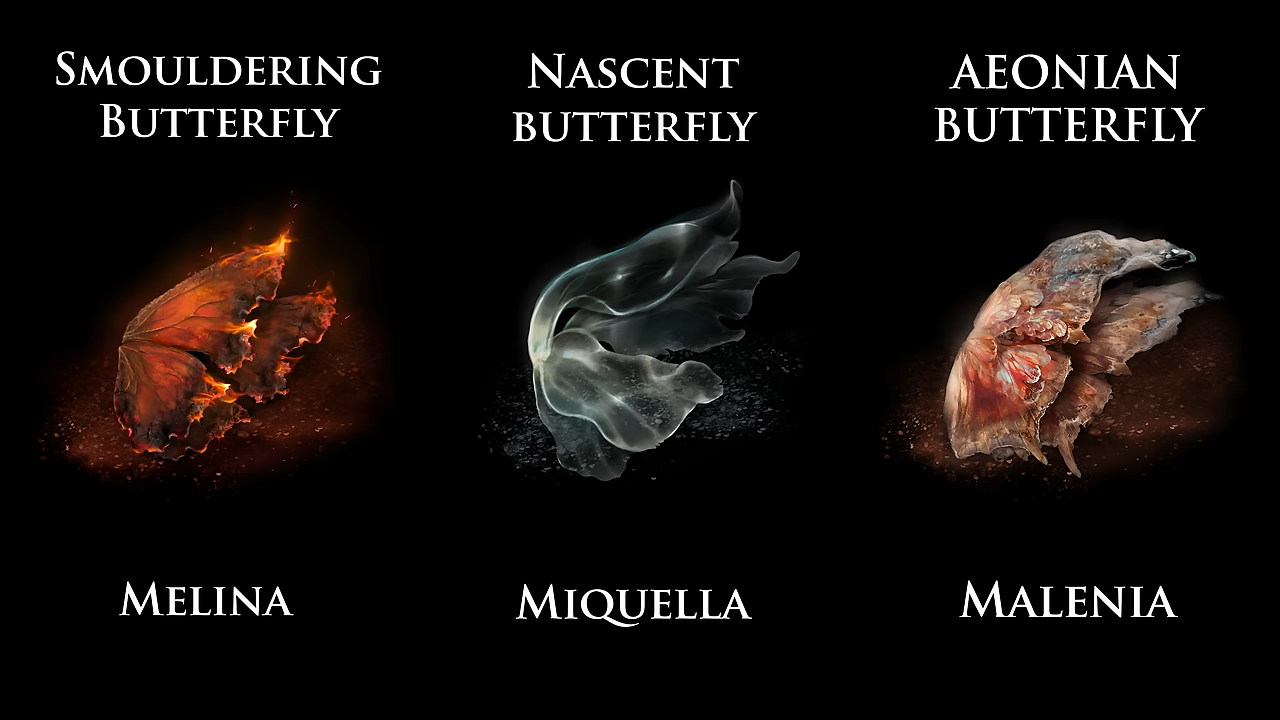 Smouldering
Butterfly
Nascent
butterfly
AEONIAN
BUTTERFLY
Melina
Miquella
Malenia